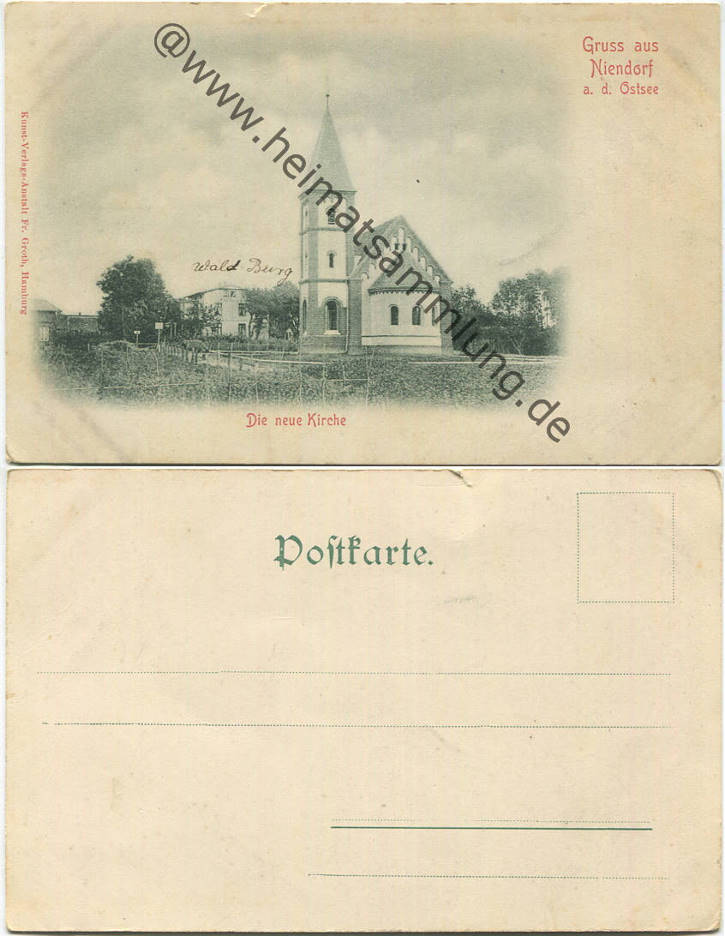 Gruss aus
Niendorf
a. d. Ostsee
@www.heimatsammlung.de
Kunst-Verlags-Anstalt Fr. Groth, Hamburg
Wald Burg
Die neue Kirche
Poſtkarte.